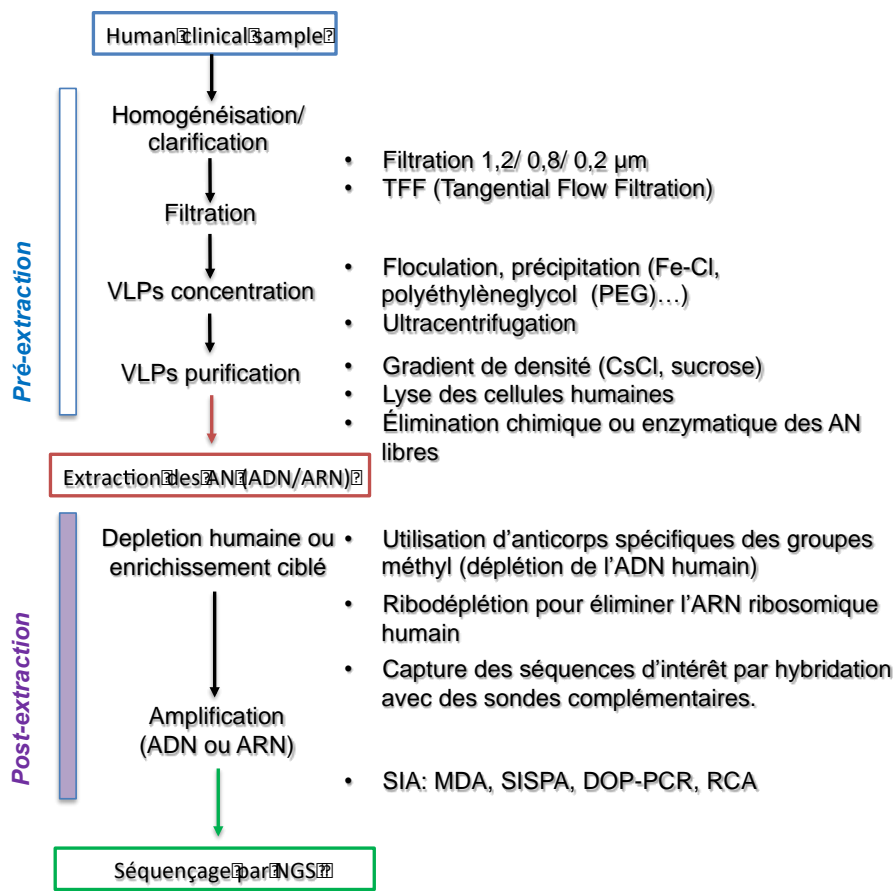 Human clinical sample
Homogénéisation/
clarification
• Filtration 1,2/ 0,8/ 0,2 µm
• TFF (Tangential Flow Filtration)
Filtration
• Floculation, précipitation (Fe-Cl,
polyéthylèneglycol (PEG)…)
• Ultracentrifugation
VLPs concentration
• Gradient de densité (CsCl, sucrose)
• Lyse des cellules humaines
• Élimination chimique ou enzymatique des AN
libres
VLPs purification
Pré-extraction
Extraction des AN (ADN/ARN)
Depletion humaine ou
enrichissement ciblé
• Utilisation d’anticorps spécifiques des groupes
méthyl (déplétion de l’ADN humain)
• Ribodéplétion pour éliminer l’ARN ribosomique
humain
• Capture des séquences d’intérêt par hybridation
avec des sondes complémentaires.
Amplification
(ADN ou ARN)
• SIA: MDA, SISPA, DOP-PCR, RCA
Post-extraction
Séquençage par NGS